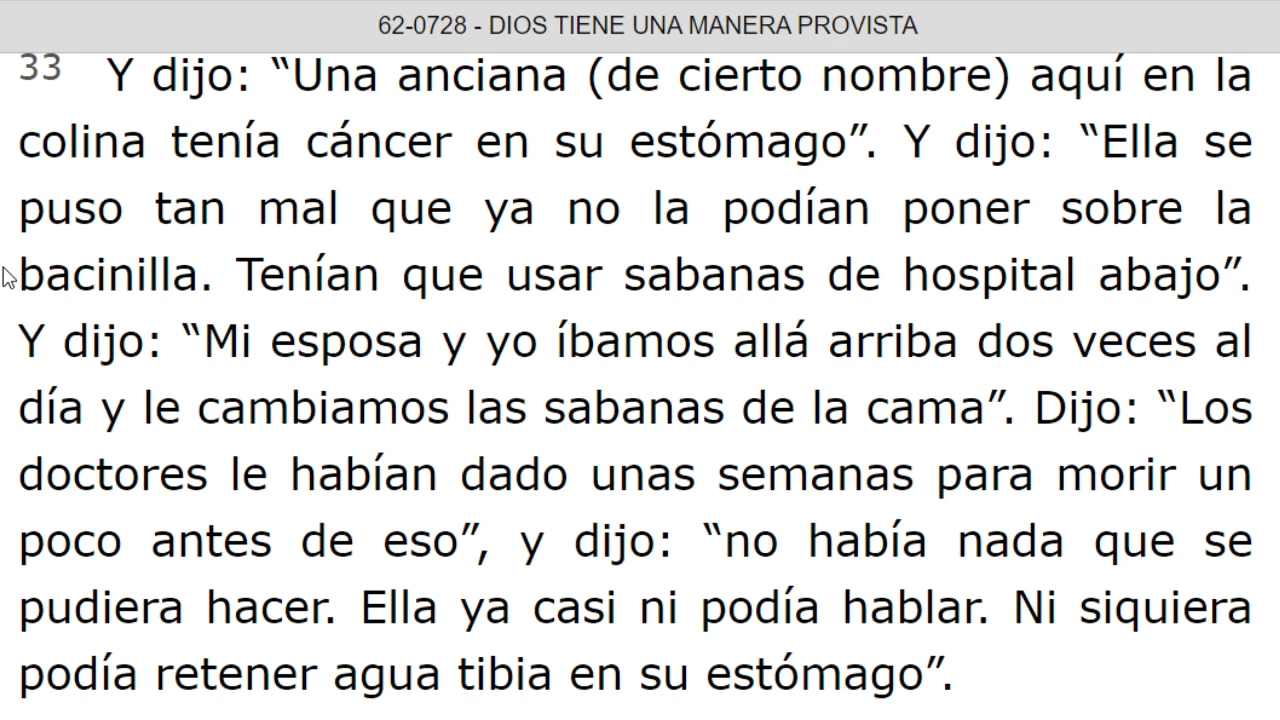 62-0728 - DIOS TIENE UNA MANERA PROVISTA
33 Y dijo: “Una anciana (de cierto nombre) aquí en la
colina tenía cáncer en su estómago”. Y dijo: “Ella se
puso tan mal que ya no la podían poner sobre la
bacinilla. Tenían que usar sabanas de hospital abajo”.
Y dijo: “Mi esposa y yo íbamos allá arriba dos veces al
día y le cambiamos las sabanas de la cama”. Dijo: “Los
doctores le habían dado unas semanas para morir un
poco antes de eso”, y dijo: “no había nada que se
pudiera hacer. Ella ya casi ni podía hablar. Ni siquiera
podía retener agua tibia en su estómago”.